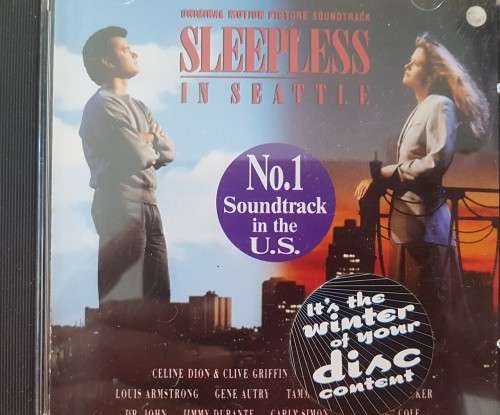 ORIGINAL MOTION PICTURE SOUNDTRACK
SLEEPLESS
IN SEATTLE
No.1
Soundtrack
in the
U.S.
It's the
winter
of your
disc
content
CELINE DION & CLIVE GRIFFIN
LOUIS ARMSTRONG GENE AUTRY
DR. JOHN JIMMY DURANTE CARLY SIMON